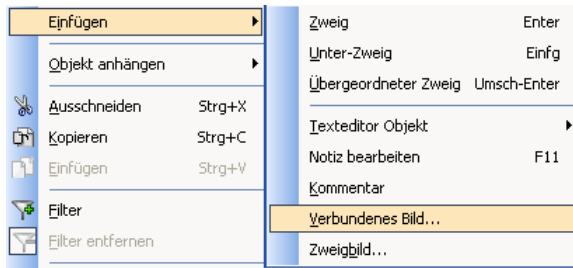 Einfügen
Objekt anhängen
Ausschneiden Strg+X
Kopieren Strg+C
Einfügen Strg+V
Filter
Filter entfernen
Zweig Enter
Unter-Zweig Einfg
Übergeordneter Zweig Umsch-Enter
Texteditor Objekt
Notiz bearbeiten F11
Kommentar
Verbundenes Bild...
Zweigbild...